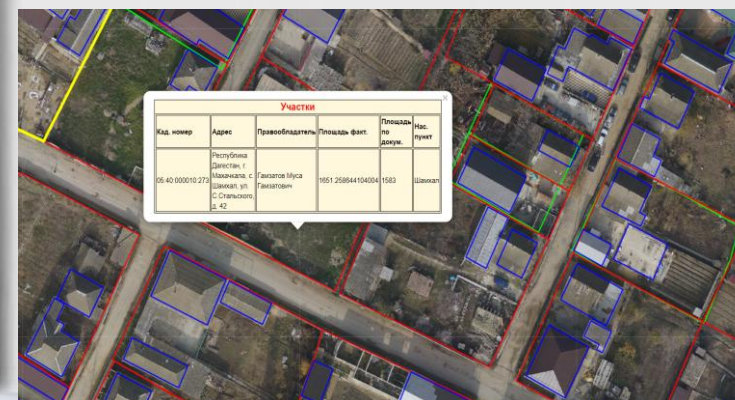 Участки
Кад. номер Адрес Правообладатель Площадь факт. Площадь по докум. Нас. пункт
05:40:000010:273 Республика Дагестан, г. Махачкала, с. Шамхал, ул. С.Стальского, д. 42 Гамзатов Муса Гамзатович 1651.258644104004 1583 Шамхал